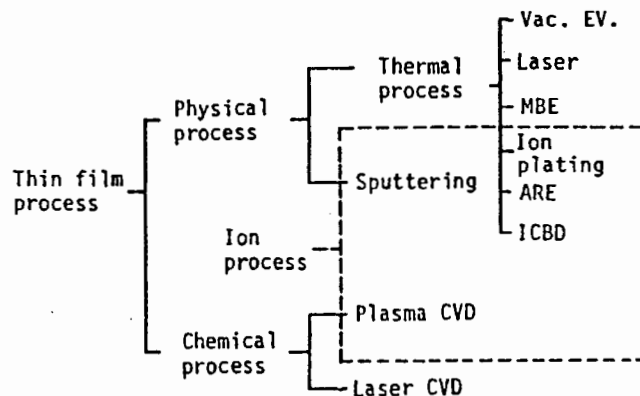 Vac. EV.
Laser
Thermal
process
MBE
Physical
process
Ion
plating
Sputtering
ARE
Thin film
process
ICBD
Ion
process
Plasma CVD
Chemical
process
Laser CVD